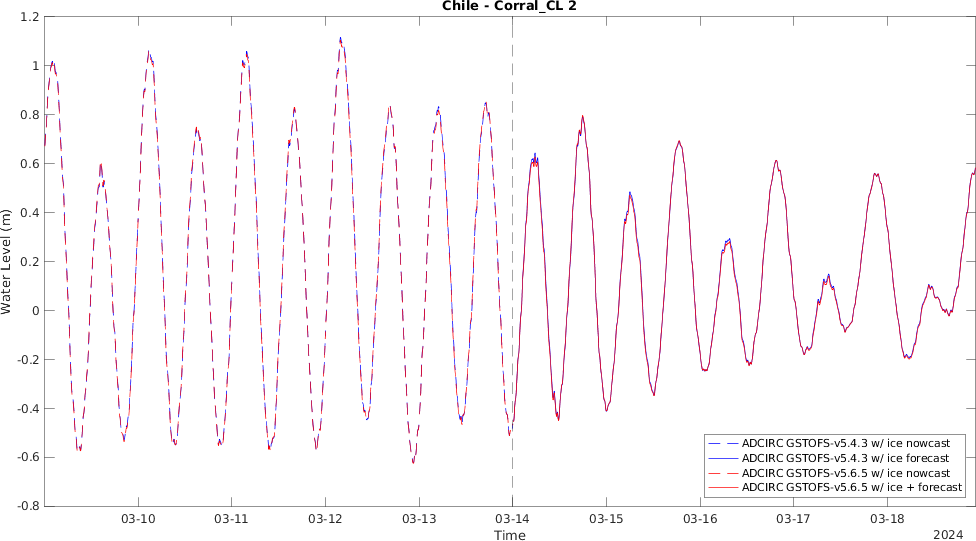 Chile - Corral_CL 2
1.2
1
0.8
0.6
0.4
0.2
0
-0.2
-0.4
-0.6
-0.8
Water Level (m)
03-10 03-11 03-12 03-13 03-14 03-15 03-16 03-17 03-18
Time
2024
ADCIRC GSTOFS-v5.4.3 w/ ice nowcast
ADCIRC GSTOFS-v5.4.3 w/ ice forecast
ADCIRC GSTOFS-v5.6.5 w/ ice nowcast
ADCIRC GSTOFS-v5.6.5 w/ ice + forecast